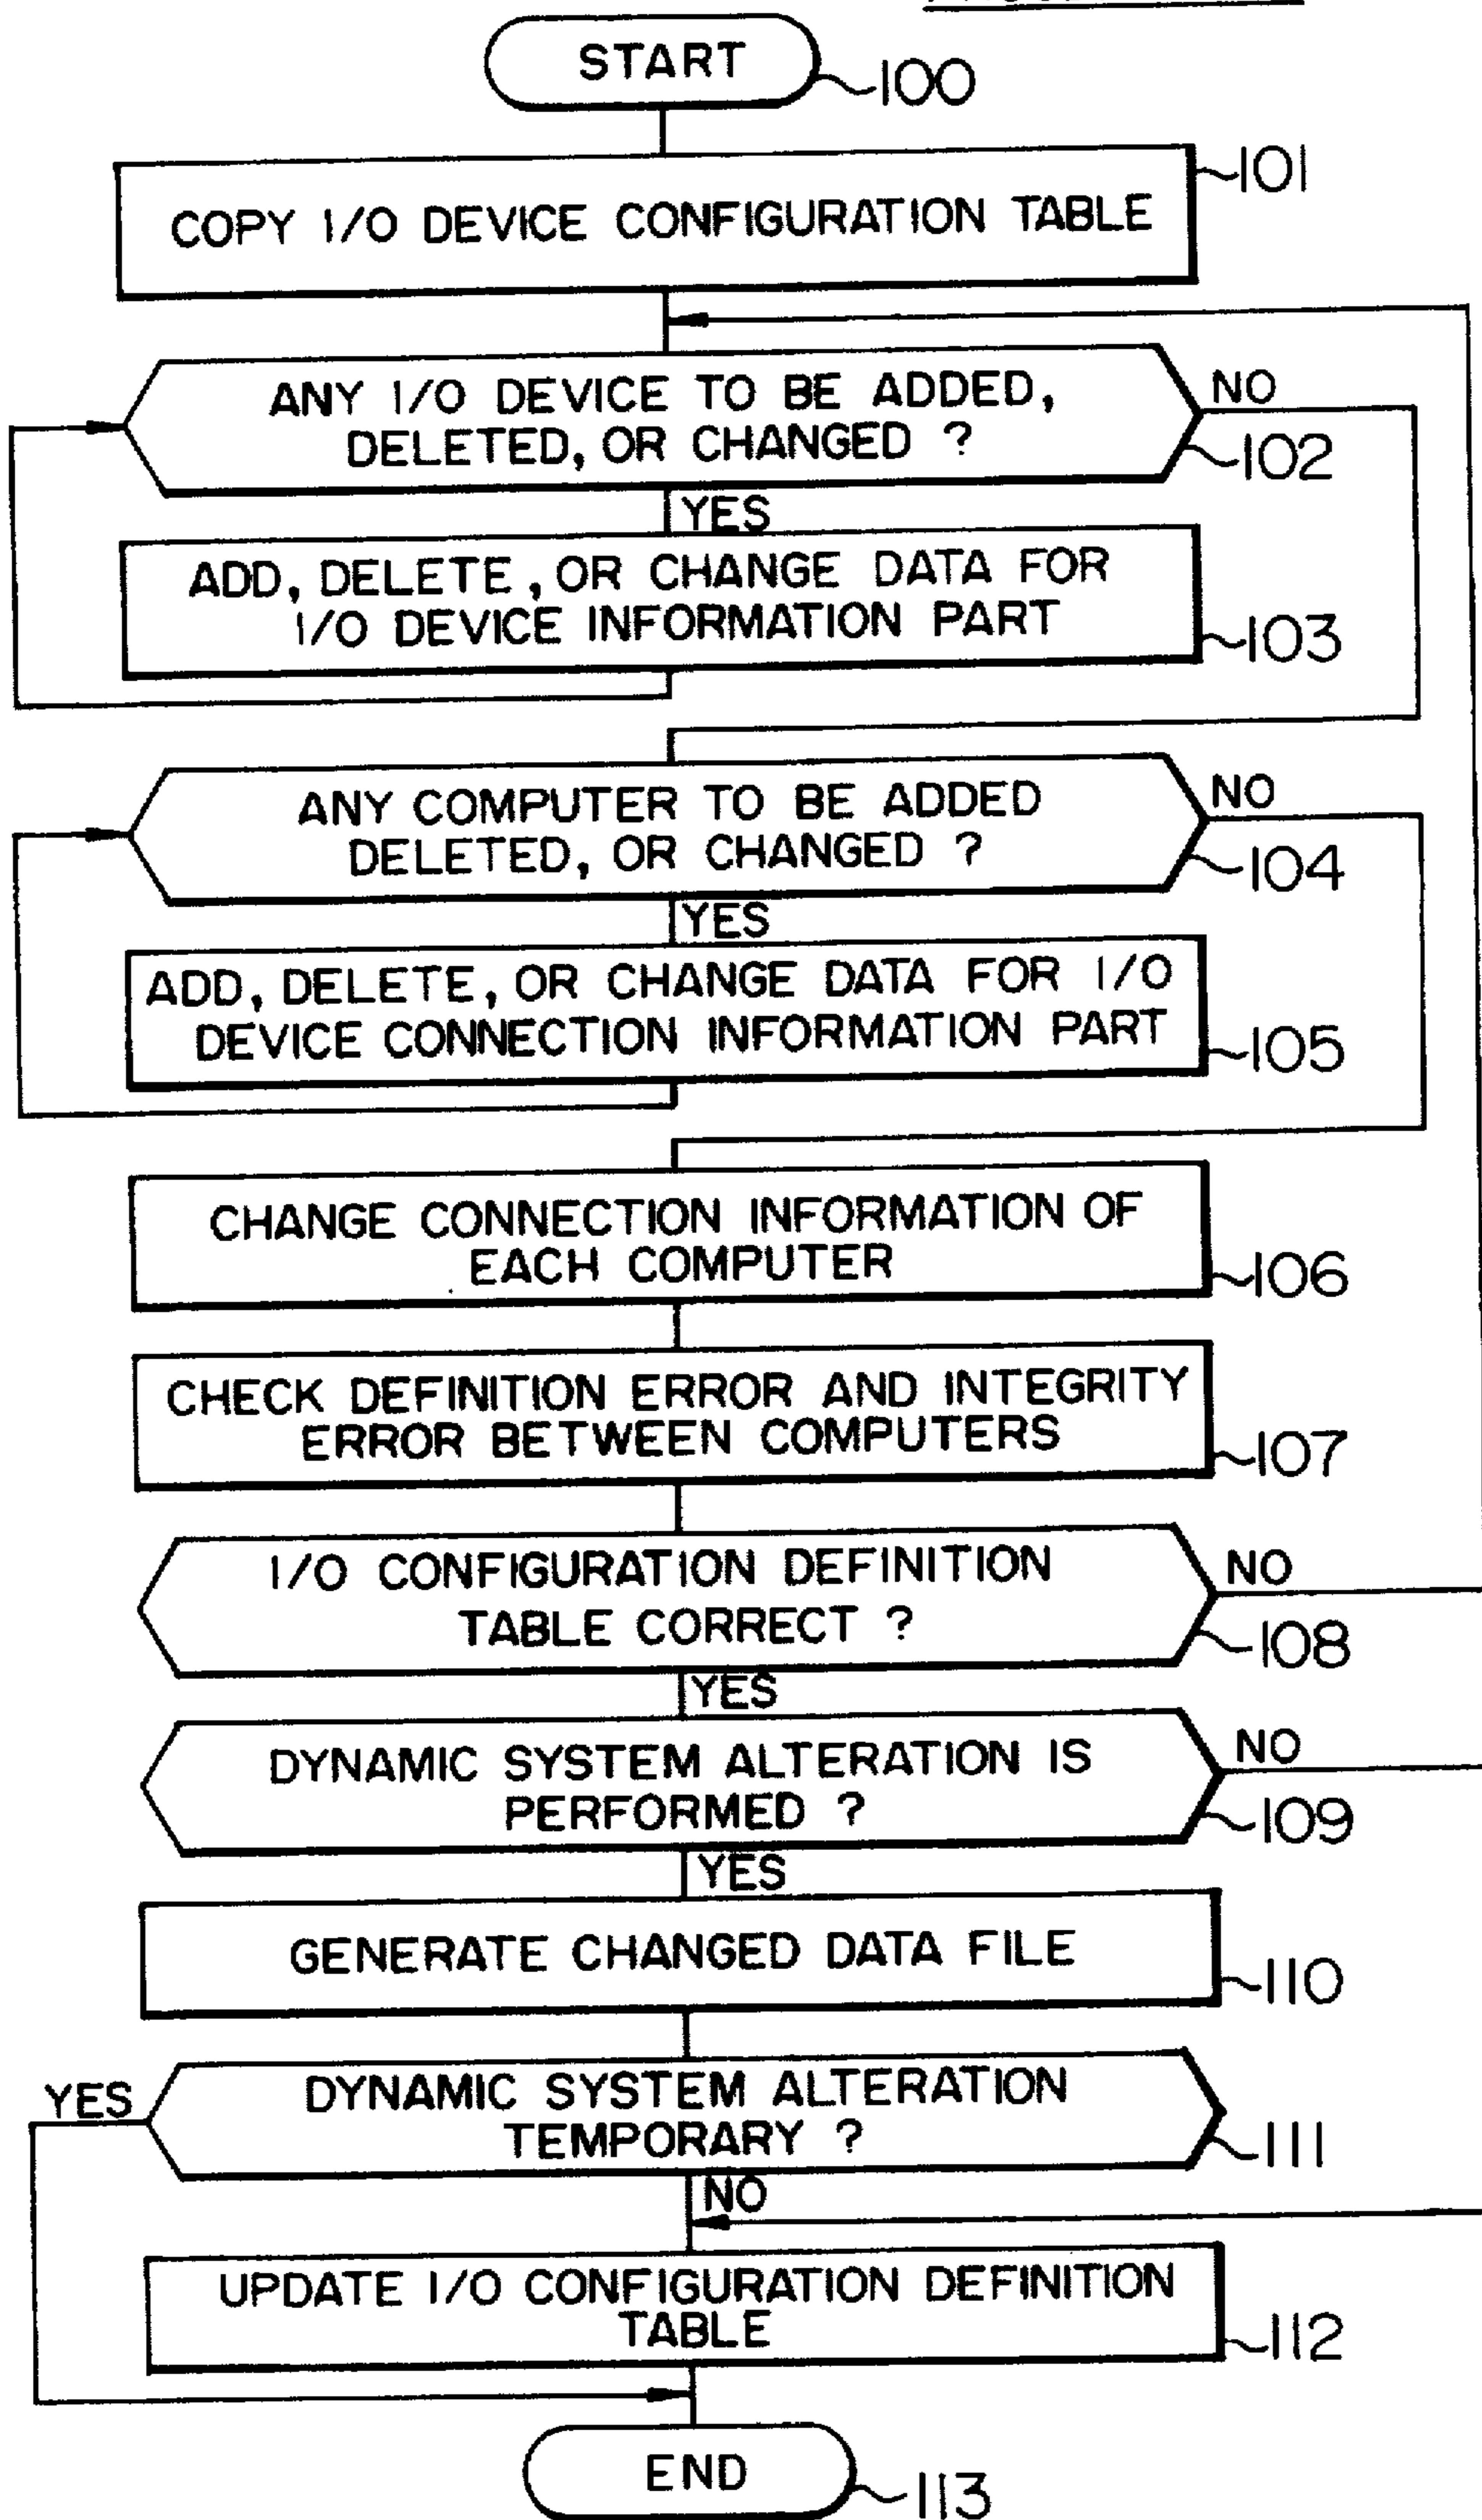 START
100
101
COPY I/O DEVICE CONFIGURATION TABLE
ANY I/O DEVICE TO BE ADDED,
DELETED, OR CHANGED ?
NO
102
YES
ADD, DELETE, OR CHANGE DATA FOR
I/O DEVICE INFORMATION PART
103
ANY COMPUTER TO BE ADDED
DELETED, OR CHANGED ?
NO
104
YES
ADD, DELETE, OR CHANGE DATA FOR I/O
DEVICE CONNECTION INFORMATION PART
105
CHANGE CONNECTION INFORMATION OF
EACH COMPUTER
106
CHECK DEFINITION ERROR AND INTEGRITY
ERROR BETWEEN COMPUTERS
107
I/O CONFIGURATION DEFINITION
TABLE CORRECT ?
NO
108
YES
DYNAMIC SYSTEM ALTERATION IS
PERFORMED ?
NO
109
YES
GENERATE CHANGED DATA FILE
110
YES
DYNAMIC SYSTEM ALTERATION
TEMPORARY ?
111
NO
UPDATE I/O CONFIGURATION DEFINITION
TABLE
112
END
113